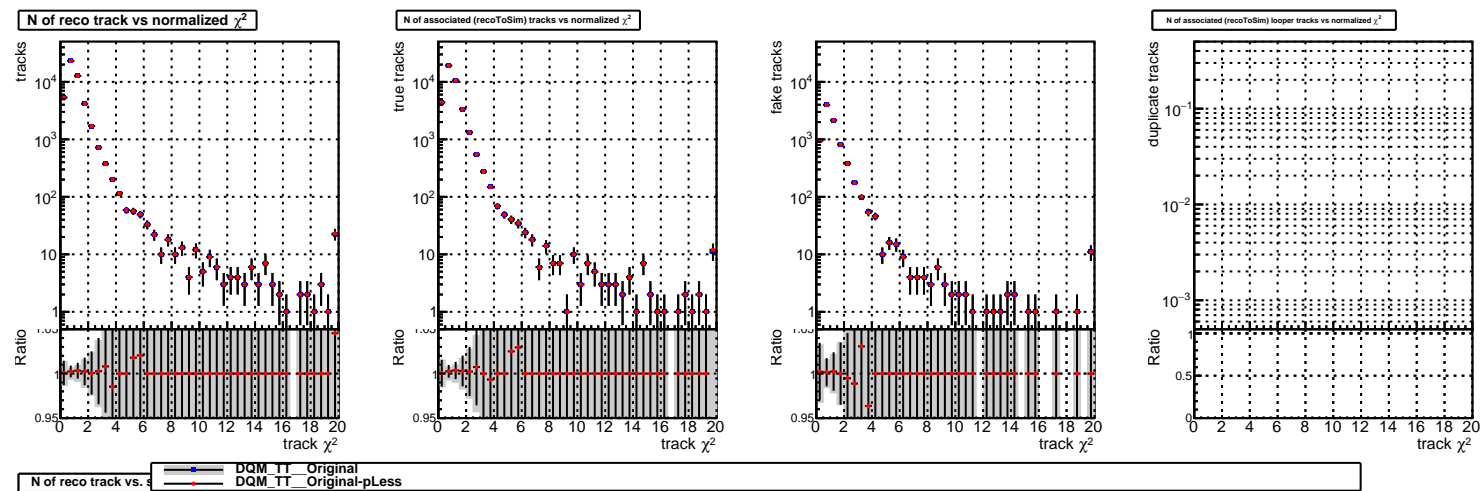 N of reco track vs normalized χ²
N of associated (recoToSim) tracks vs normalized χ²
N of associated (recoToSim) looper tracks vs normalized χ²
tracks
10⁴
10³
10²
10
1
Ratio
1.05
1
0.95
0 2 4 6 8 10 12 14 16 18 20
track χ²
true tracks
10⁴
10³
10²
10
1
Ratio
1
0.95
0 2 4 6 8 10 12 14 16 18 20
track χ²
fake tracks
10⁴
10³
10²
10
1
Ratio
1
0.95
0 2 4 6 8 10 12 14 16 18 20
track χ²
duplicate tracks
10⁻¹
10⁻²
10⁻³
Ratio
1
0.5
0
0 2 4 6 8 10 12 14 16 18 20
track χ²
N of reco track vs. s
DQM_TT__Original
DQM_TT__Original-pLess